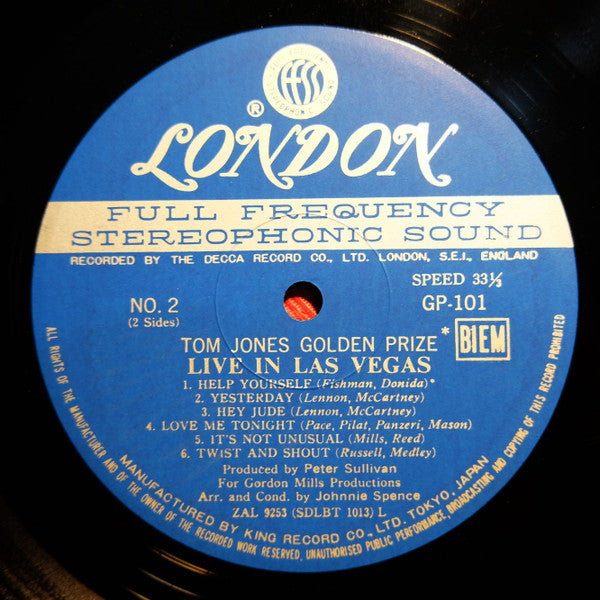 FFSS
®
LONDON
FULL FREQUENCY
STEREOPHONIC SOUND
RECORDED BY THE DECCA RECORD CO., LTD. LONDON, S.E.I., ENGLAND
SPEED 33⅓
NO. 2
GP-101
(2 Sides)
TOM JONES GOLDEN PRIZE
* BIEM
LIVE IN LAS VEGAS
1. HELP YOURSELF (Fishman, Donida)*
2. YESTERDAY (Lennon, McCartney)
3. HEY JUDE (Lennon, McCartney)
4. LOVE ME TONIGHT (Pace, Pilat, Panzeri, Mason)
5. IT'S NOT UNUSUAL (Mills, Reed)
6. TWIST AND SHOUT (Russell, Medley)
Produced by Peter Sullivan
For Gordon Mills Productions
Arr. and Cond. by Johnnie Spence
ZAL 9253 (SDLBT 1013) L
MANUFACTURED BY KING RECORD CO., LTD. TOKYO, JAPAN
ALL RIGHTS OF THE MANUFACTURER AND OF THE OWNER OF THE RECORDED WORK RESERVED, UNAUTHORISED PUBLIC PERFORMANCE, BROADCASTING AND COPYING OF THIS RECORD PROHIBITED